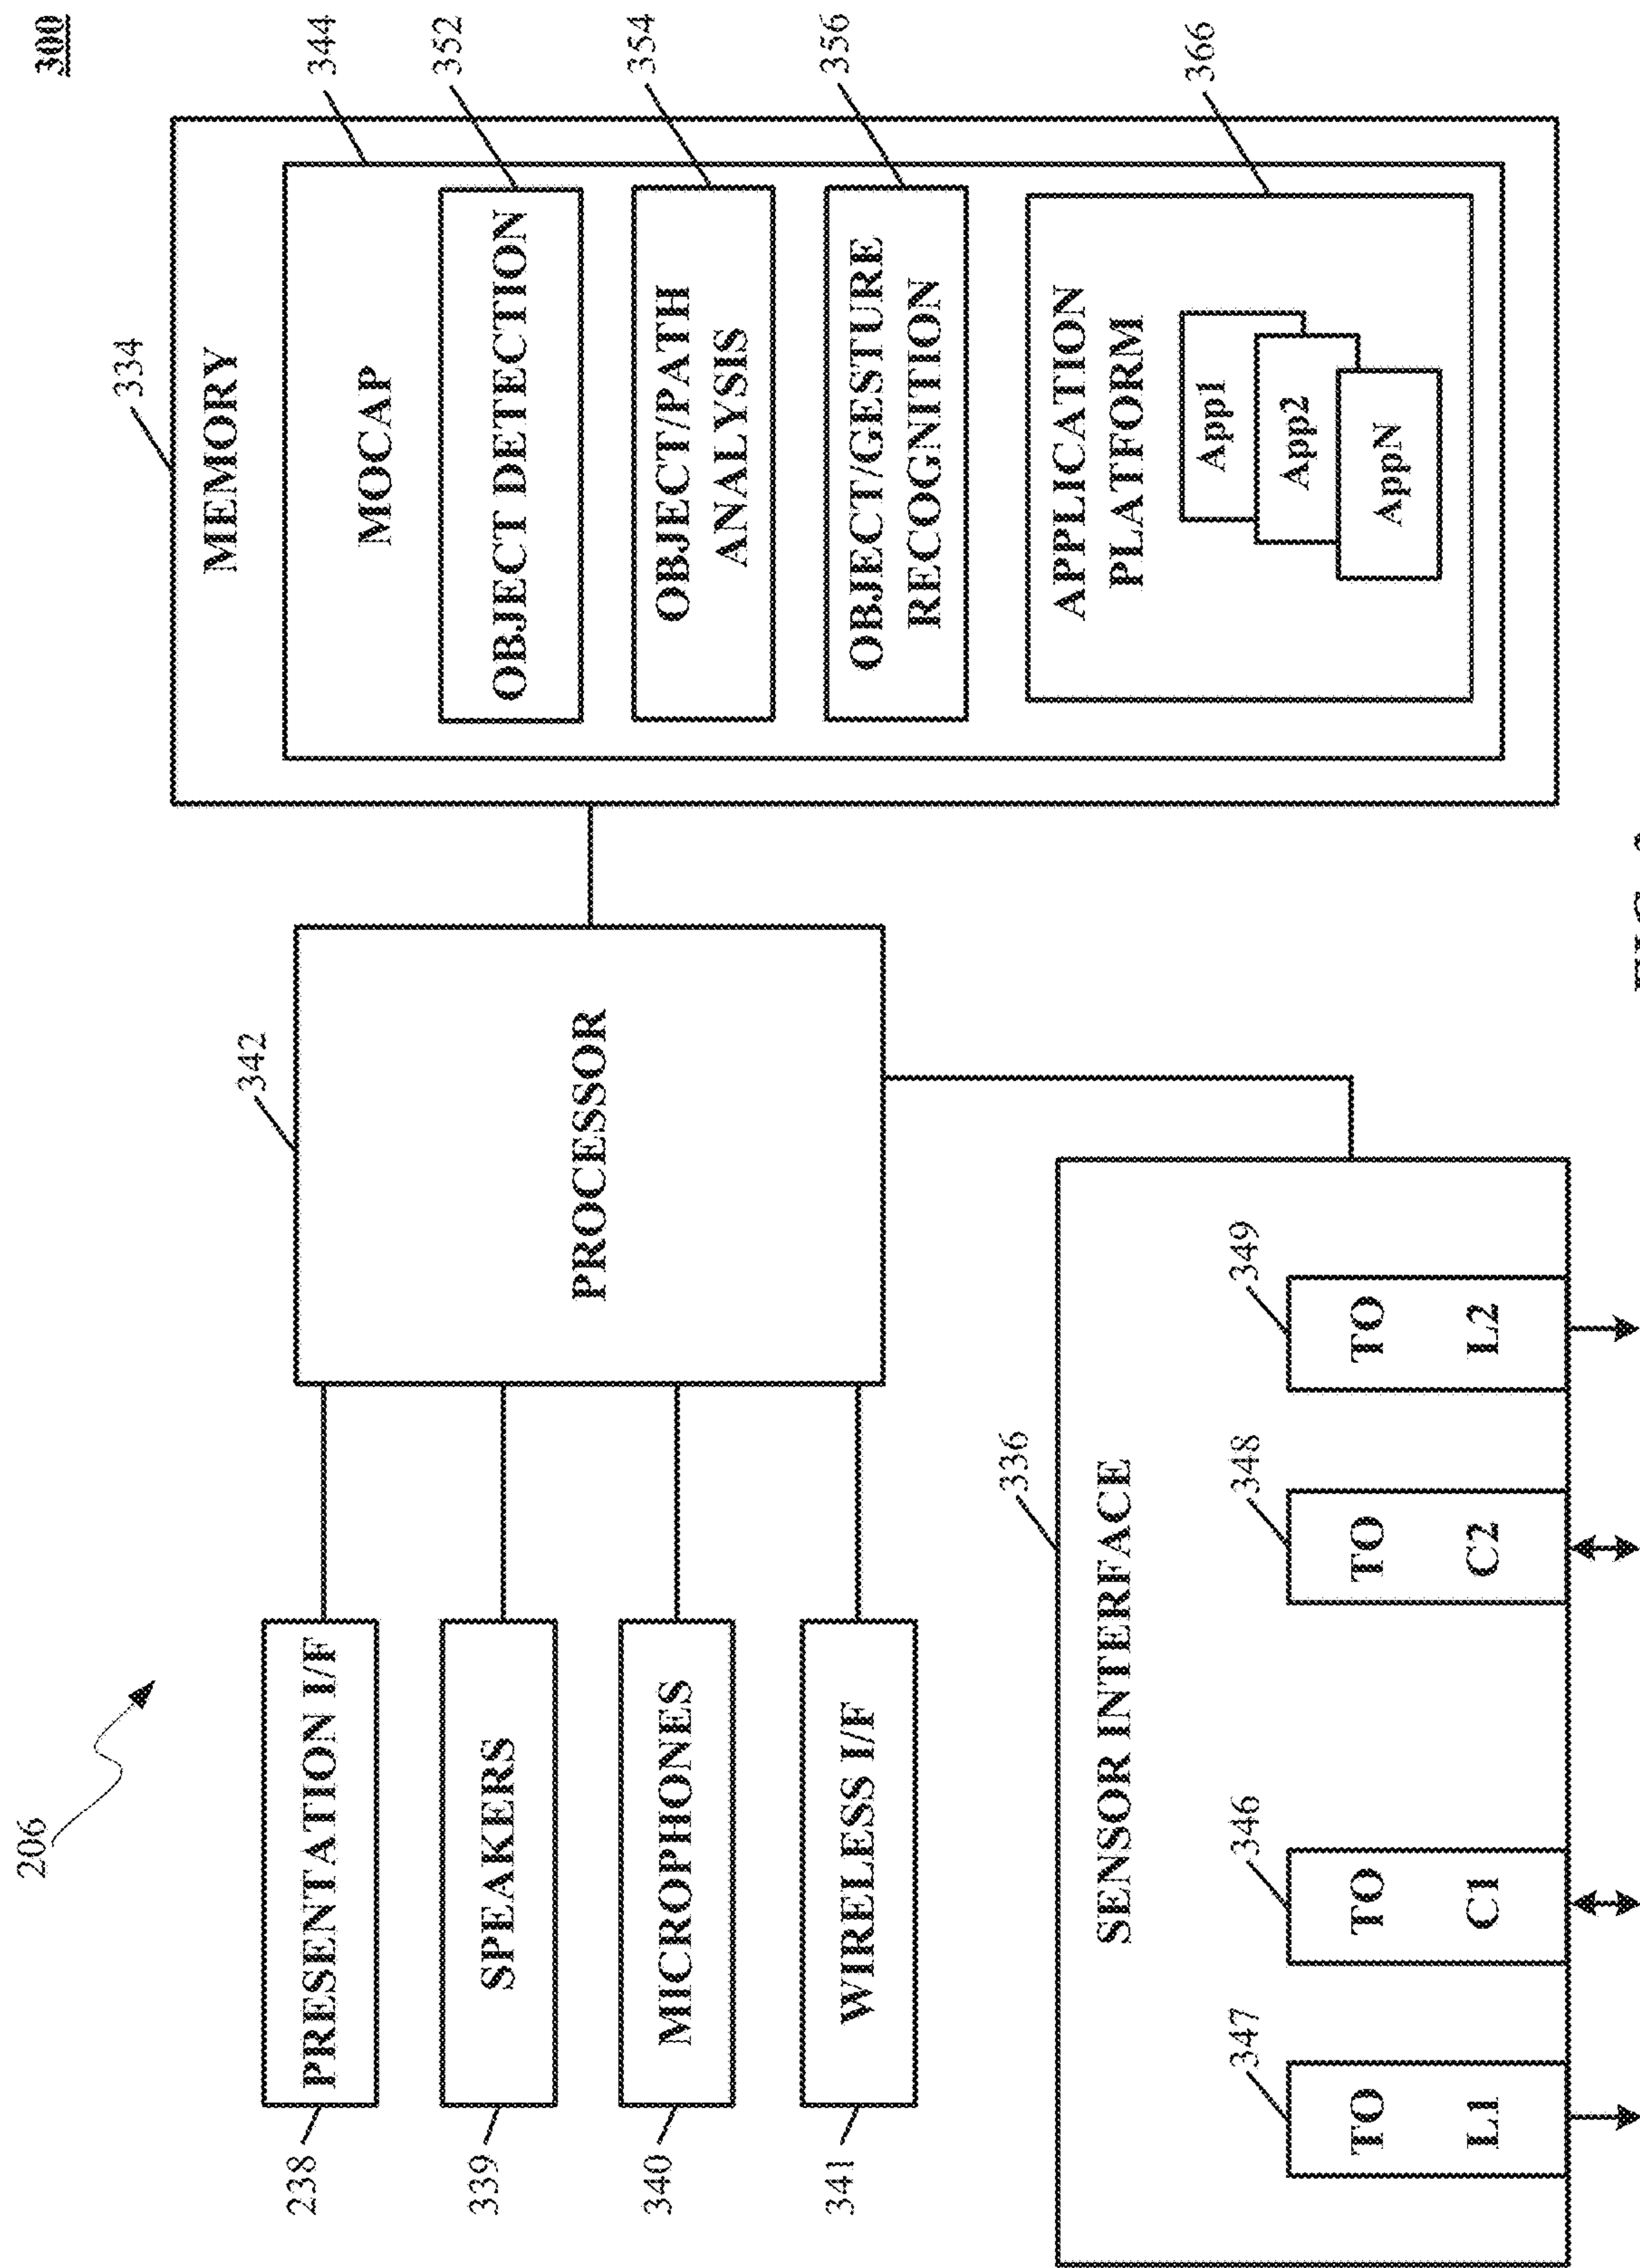 300
206
334
MEMORY
344
MOCAP
352
OBJECT DETECTION
354
OBJECT/PATH
ANALYSIS
356
OBJECT/GESTURE
RECOGNITION
366
APPLICATION
PLATFORM
App1
App2
AppN
342
PROCESSOR
238
PRESENTATION I/F
339
SPEAKERS
340
MICROPHONES
341
WIRELESS I/F
336
SENSOR INTERFACE
347
TO
L1
346
TO
C1
348
TO
C2
349
TO
L2